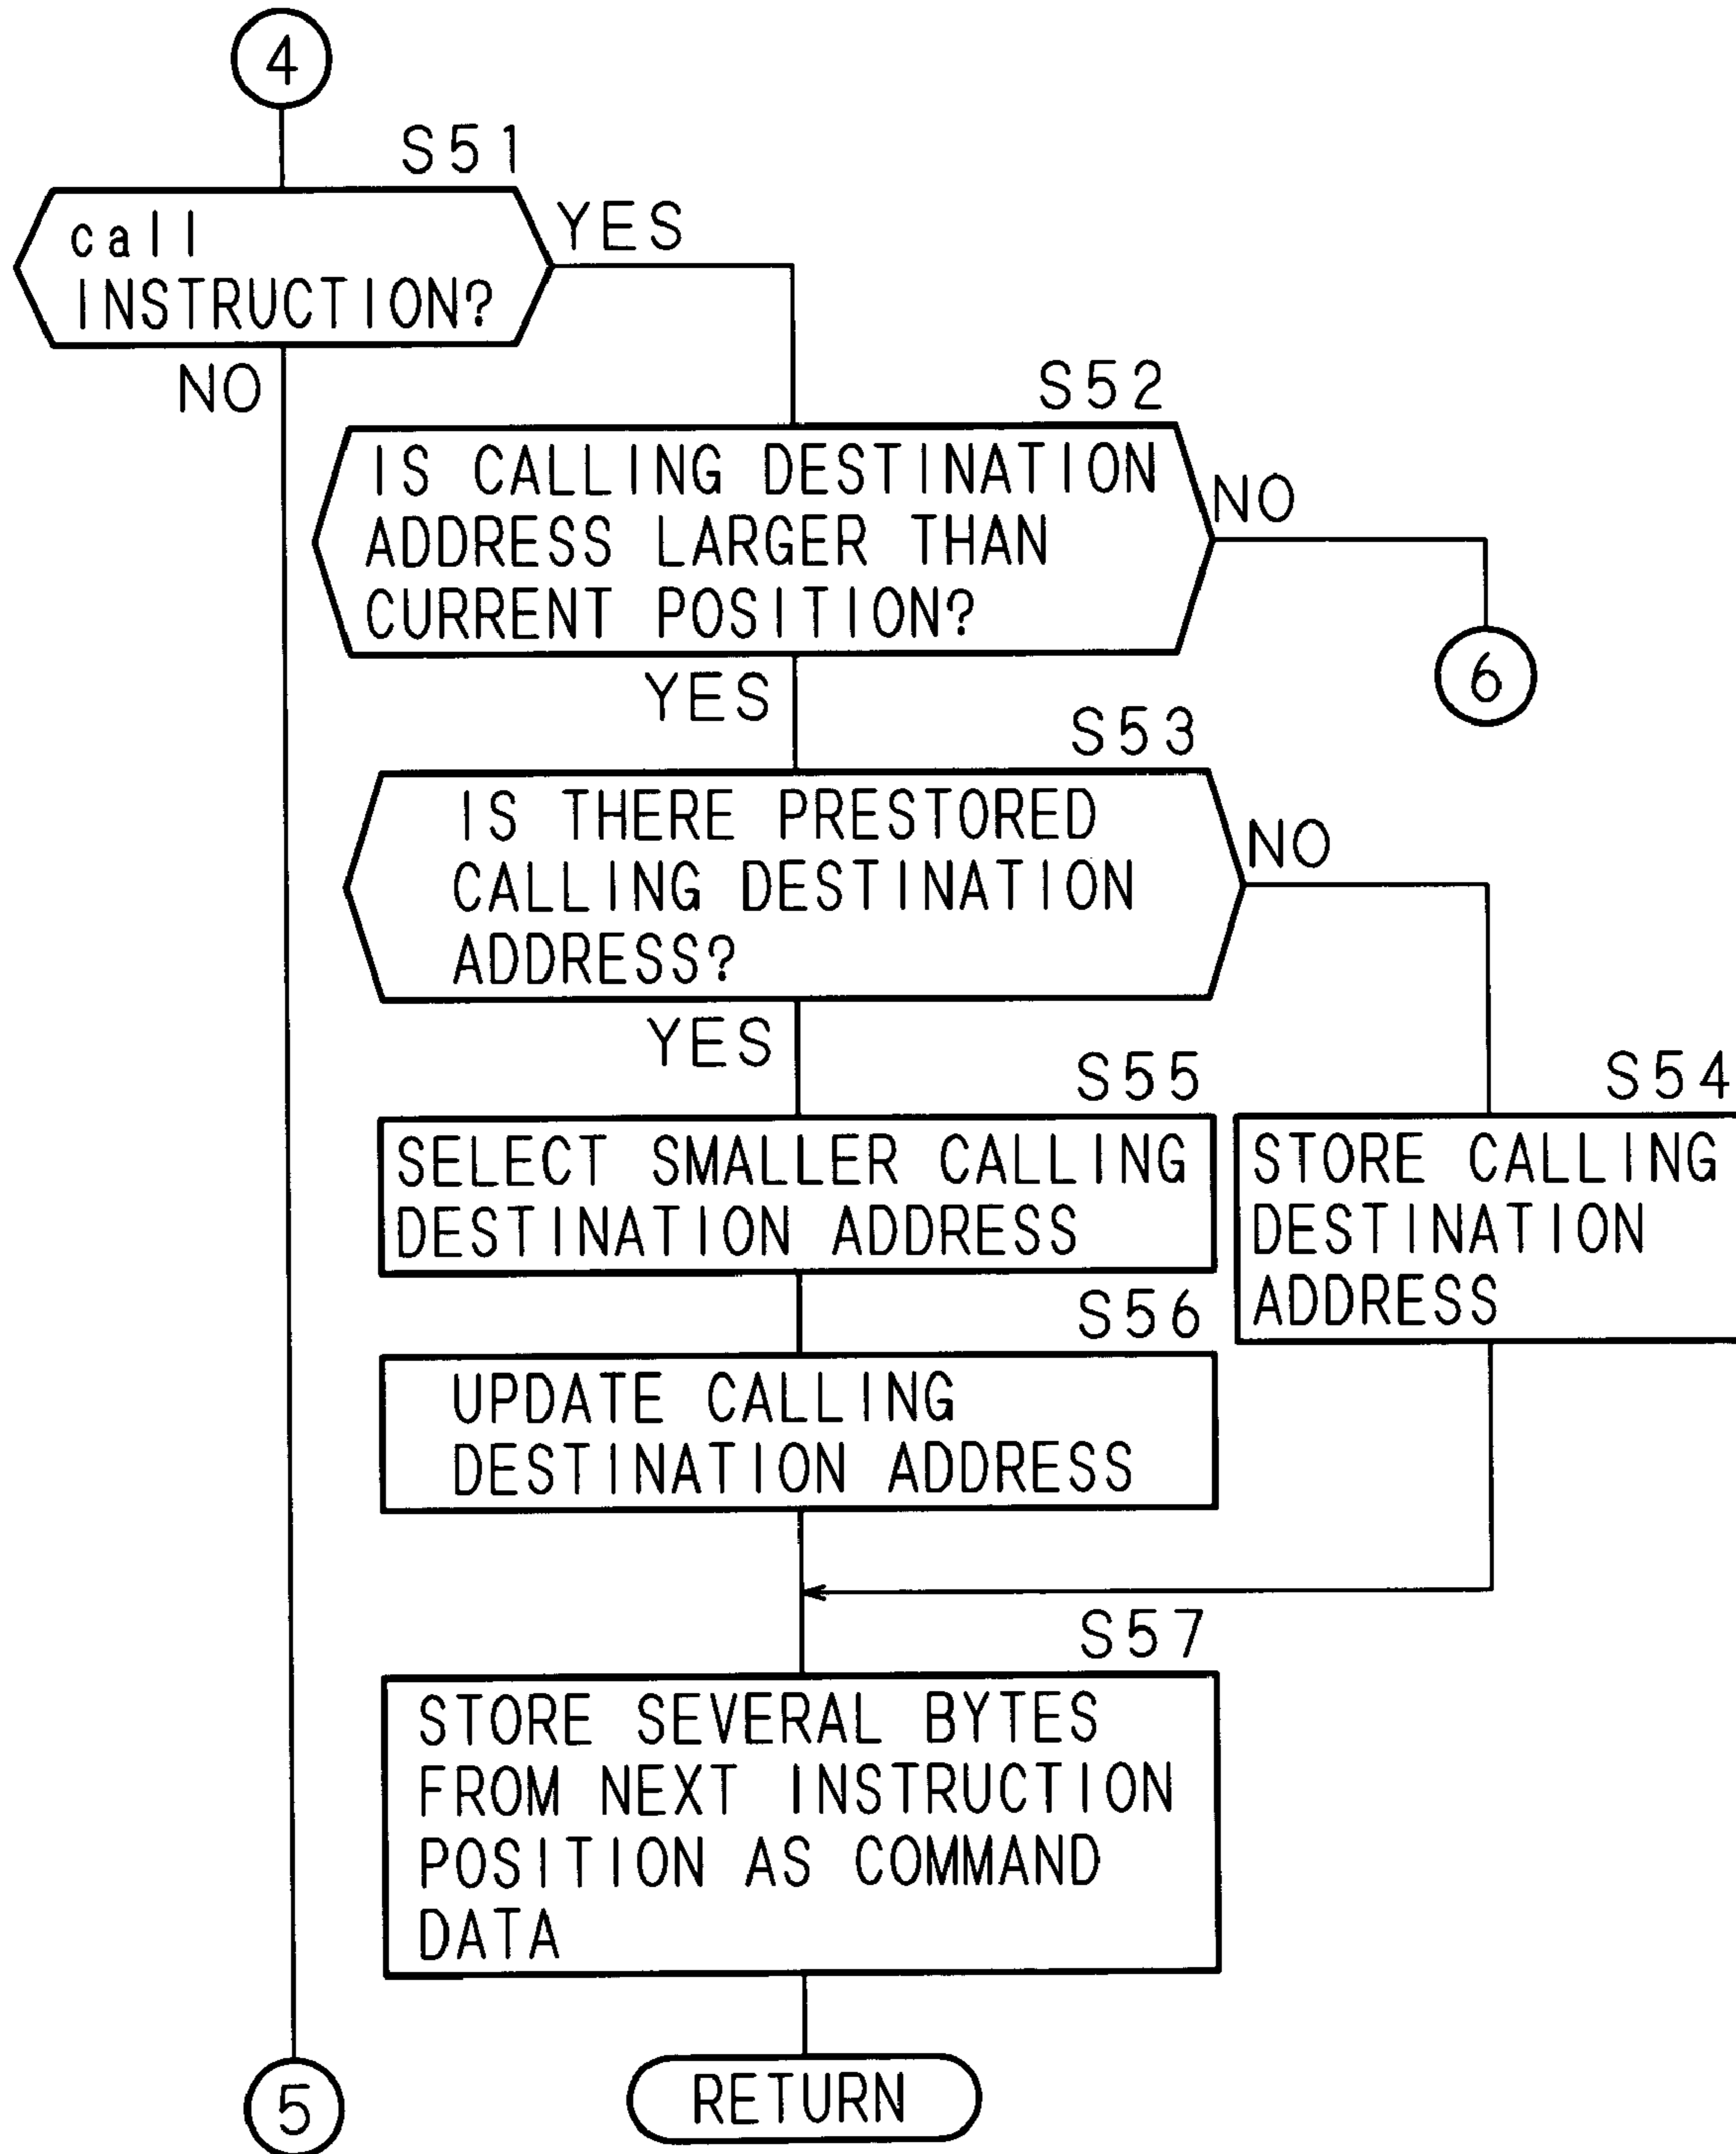 4
S51
call
INSTRUCTION?
YES
NO
S52
IS CALLING DESTINATION
ADDRESS LARGER THAN
CURRENT POSITION?
NO
6
YES
S53
IS THERE PRESTORED
CALLING DESTINATION
ADDRESS?
NO
YES
S55
SELECT SMALLER CALLING
DESTINATION ADDRESS
S54
STORE CALLING
DESTINATION
ADDRESS
S56
UPDATE CALLING
DESTINATION ADDRESS
S57
STORE SEVERAL BYTES
FROM NEXT INSTRUCTION
POSITION AS COMMAND
DATA
5
RETURN